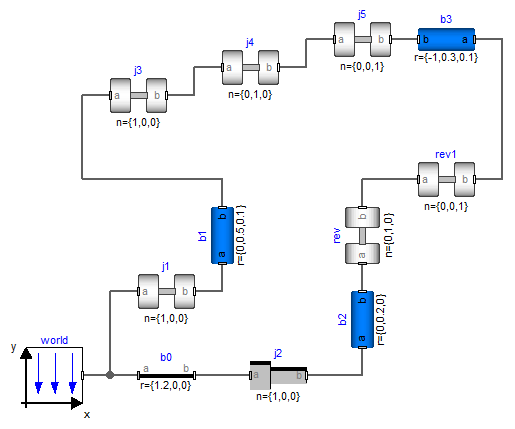 j5
b3
j4
a b
b a
j3
n={0,0,1}
r={-1,0.3,0.1}
a b
n={0,1,0}
a b
n={1,0,0}
rev1
a b
n={0,0,1}
b1
b
a
r={0,0.5,0.1}
rev
b
a
n={0,1,0}
j1
a b
n={1,0,0}
b2
b
a
r={0,0.2,0}
world
y
x
b0
a b
r={1.2,0,0}
j2
a b
n={1,0,0}